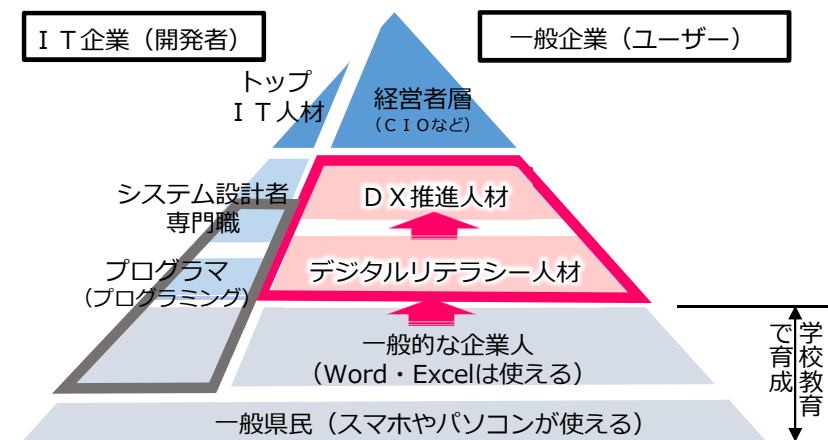 ＩＴ企業（開発者）
一般企業（ユーザー）
トップ
ＩＴ人材
経営者層
（ＣＩＯなど）
システム設計者
専門職
ＤＸ推進人材
プログラマ
（プログラミング）
デジタルリテラシー人材
一般的な企業人
（Word・Excelは使える）
学校教育
で育成
一般県民（スマホやパソコンが使える）